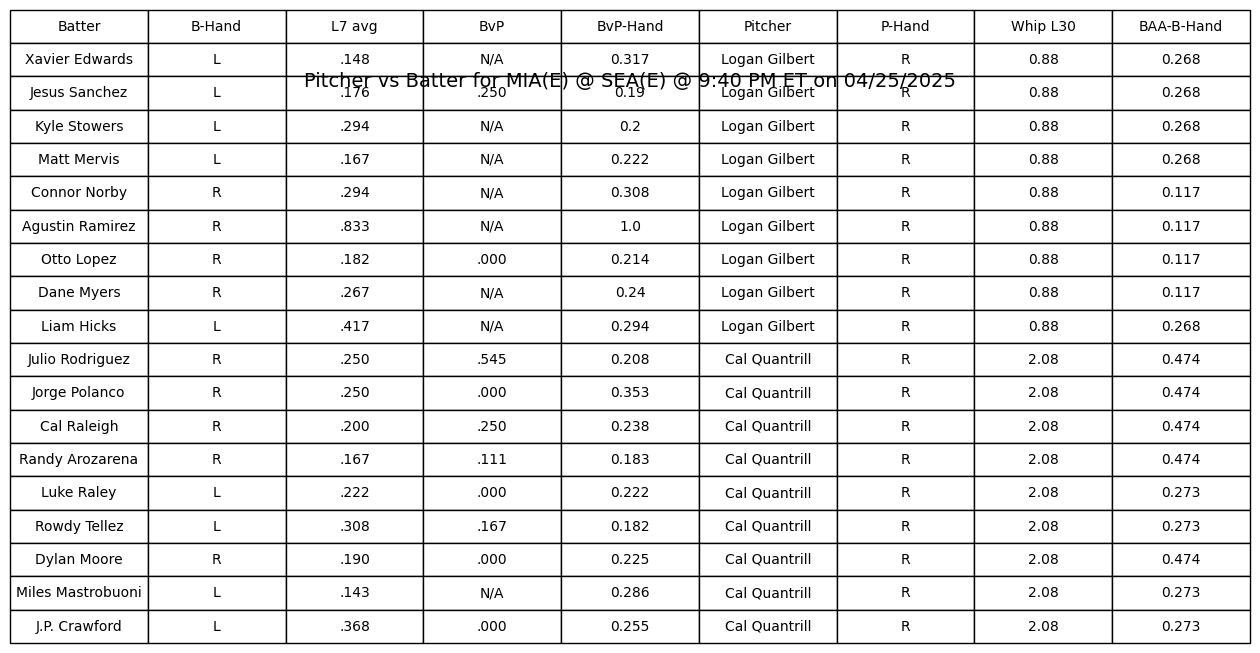 Batter B-Hand L7 avg BvP BvP-Hand Pitcher P-Hand Whip L30 BAA-B-Hand
Xavier Edwards L .148 N/A 0.317 Logan Gilbert R 0.88 0.268
Pitcher vs Batter for MIA(E) @ SEA(E) @ 9:40 PM ET on 04/25/2025
Jesus Sanchez L .176 .250 0.19 Logan Gilbert R 0.88 0.268
Kyle Stowers L .294 N/A 0.2 Logan Gilbert R 0.88 0.268
Matt Mervis L .167 N/A 0.222 Logan Gilbert R 0.88 0.268
Connor Norby R .294 N/A 0.308 Logan Gilbert R 0.88 0.117
Agustin Ramirez R .833 N/A 1.0 Logan Gilbert R 0.88 0.117
Otto Lopez R .182 .000 0.214 Logan Gilbert R 0.88 0.117
Dane Myers R .267 N/A 0.24 Logan Gilbert R 0.88 0.117
Liam Hicks L .417 N/A 0.294 Logan Gilbert R 0.88 0.268
Julio Rodriguez R .250 .545 0.208 Cal Quantrill R 2.08 0.474
Jorge Polanco R .250 .000 0.353 Cal Quantrill R 2.08 0.474
Cal Raleigh R .200 .250 0.238 Cal Quantrill R 2.08 0.474
Randy Arozarena R .167 .111 0.183 Cal Quantrill R 2.08 0.474
Luke Raley L .222 .000 0.222 Cal Quantrill R 2.08 0.273
Rowdy Tellez L .308 .167 0.182 Cal Quantrill R 2.08 0.273
Dylan Moore R .190 .000 0.225 Cal Quantrill R 2.08 0.474
Miles Mastrobuoni L .143 N/A 0.286 Cal Quantrill R 2.08 0.273
J.P. Crawford L .368 .000 0.255 Cal Quantrill R 2.08 0.273